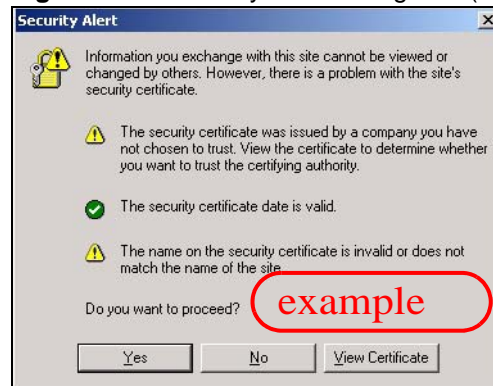 Security Alert
Information you exchange with this site cannot be viewed or
changed by others. However, there is a problem with the site's
security certificate.
The security certificate was issued by a company you have
not chosen to trust. View the certificate to determine whether
you want to trust the certifying authority.
The security certificate date is valid.
The name on the security certificate is invalid or does not
match the name of the site
Do you want to proceed?
example
Yes
No
View Certificate